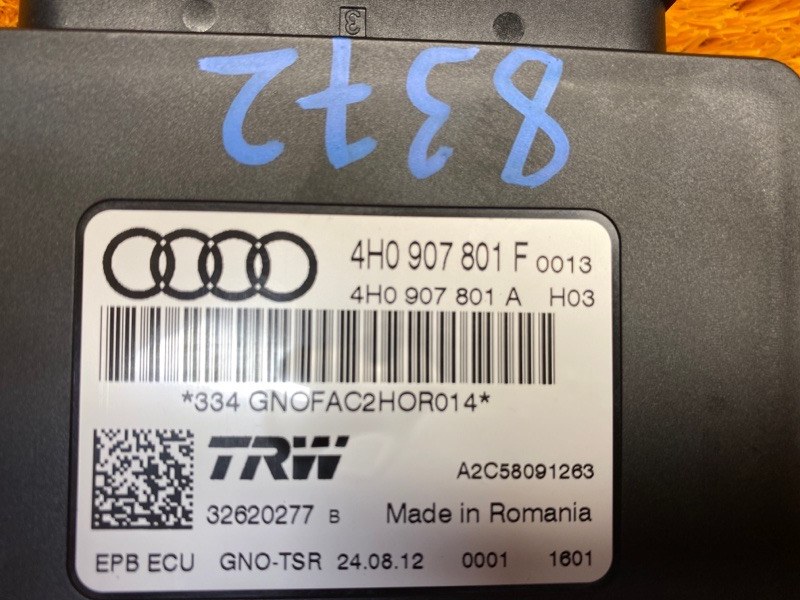 3
8372
4H0 907 801 F 0013
4H0 907 801 A H03
*334 GNOFAC2HOR014*
TRW
A2C58091263
32620277 B Made in Romania
EPB ECU GNO-TSR 24.08.12 0001 1601